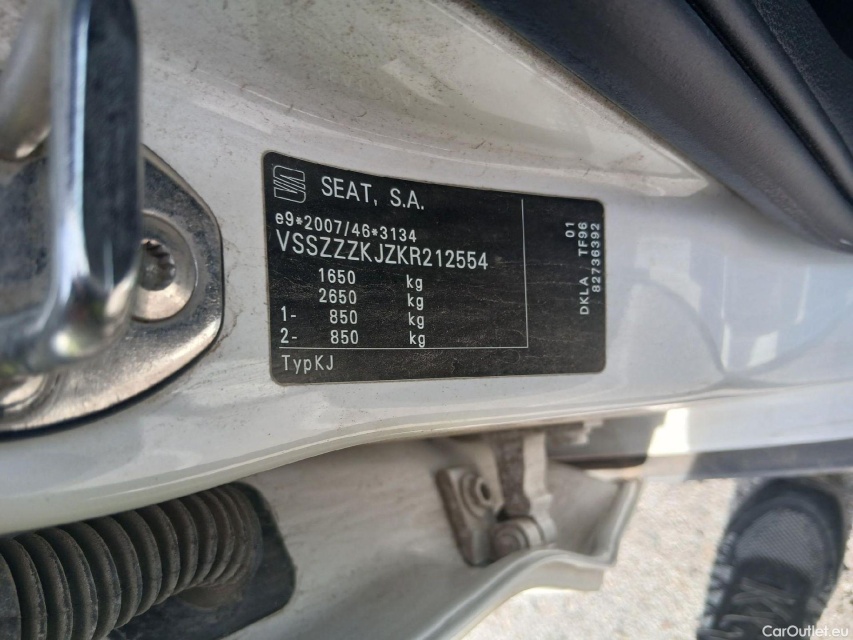 SEAT, S.A.
e9*2007/46*3134
VSSZZZKJZKR212554
1650 kg
2650 kg
1- 850 kg
2- 850 kg
TypKJ
01
DKLA TF96
82736392
CarOutlet.eu